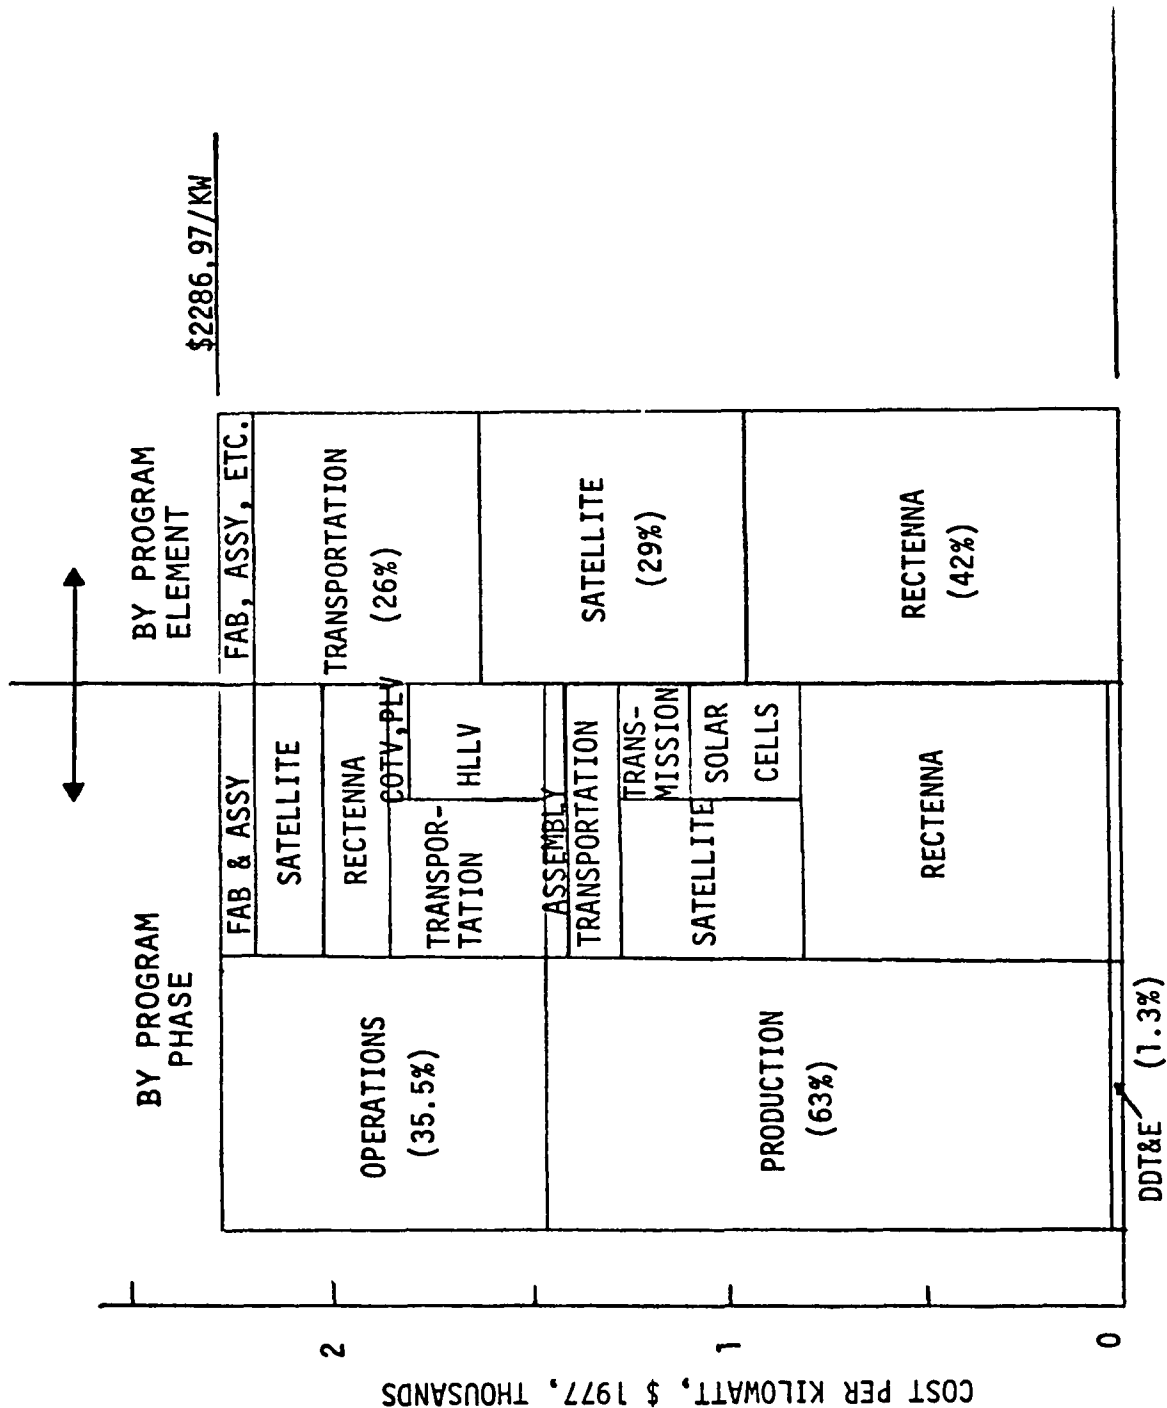 BY PROGRAM
PHASE
BY PROGRAM
ELEMENT
$2286.97/KW
COST PER KILOWATT, $ 1977, THOUSANDS
2
1
0
OPERATIONS
(35.5%)
PRODUCTION
(63%)
DDT&E (1.3%)
FAB & ASSY
SATELLITE
RECTENNA
TRANSPOR-
TATION
COTV,PLV
HLLV
ASSEMBLY
TRANSPORTATION
SATELLITE
TRANS-
MISSION
SOLAR
CELLS
RECTENNA
FAB, ASSY, ETC.
TRANSPORTATION
(26%)
SATELLITE
(29%)
RECTENNA
(42%)